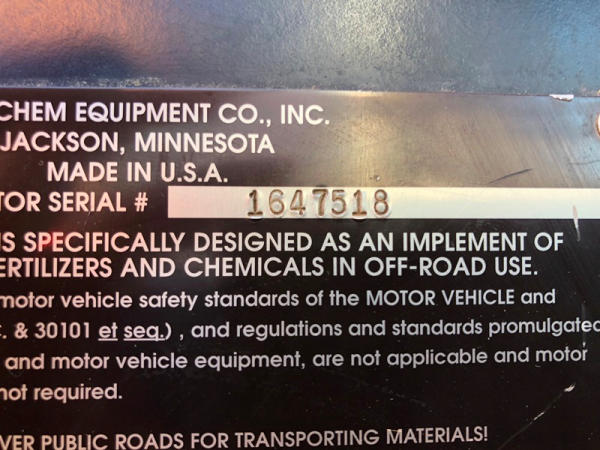 CHEM EQUIPMENT CO., INC.
JACKSON, MINNESOTA
MADE IN U.S.A.
TOR SERIAL # 1647518
US SPECIFICALLY DESIGNED AS AN IMPLEMENT OF
ERTILIZERS AND CHEMICALS IN OFF-ROAD USE.
motor vehicle safety standards of the MOTOR VEHICLE and
C. & 30101 et seq.) , and regulations and standards promulgated
and motor vehicle equipment, are not applicable and motor
not required.
VER PUBLIC ROADS FOR TRANSPORTING MATERIALS!